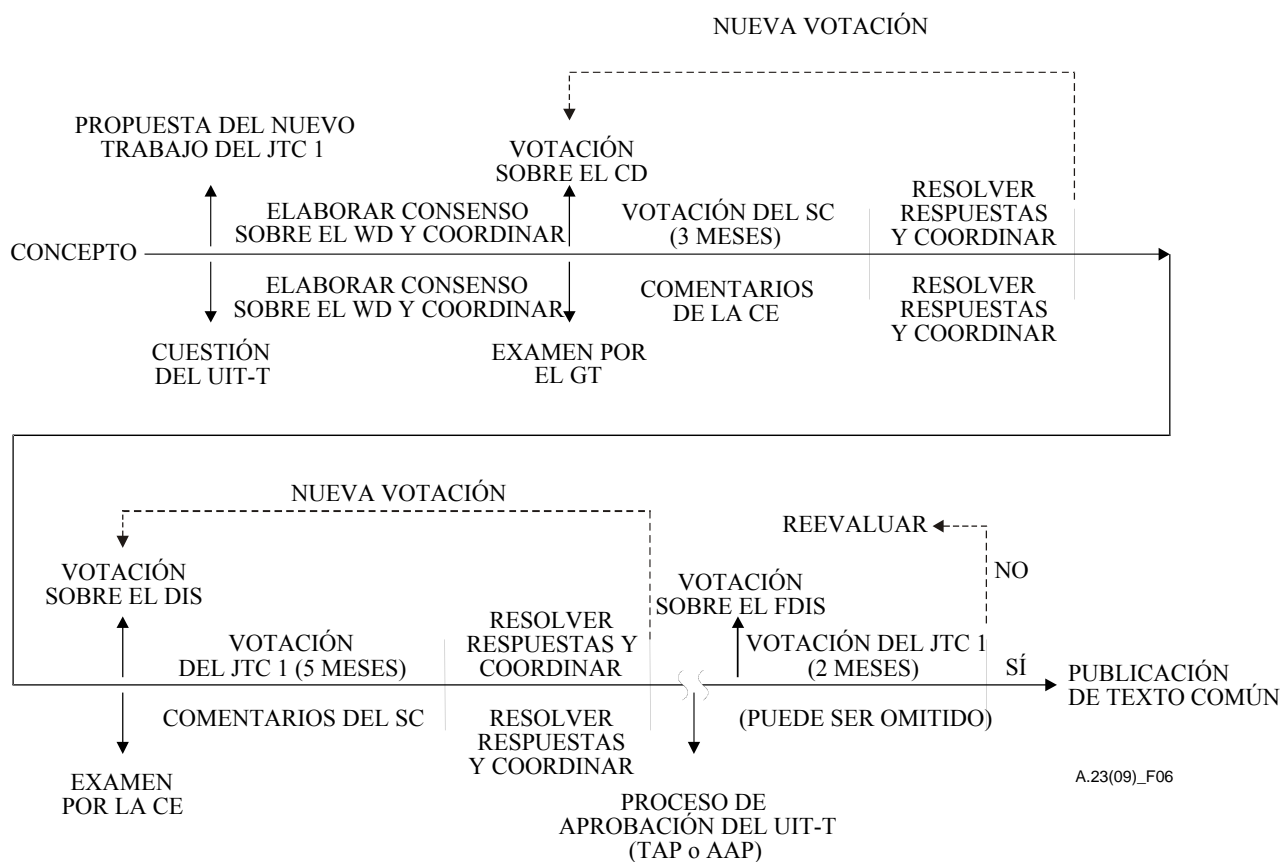 NUEVA VOTACIÓN
PROPUESTA DEL NUEVO
TRABAJO DEL JTC 1
VOTACIÓN
SOBRE EL CD
ELABORAR CONSENSO
SOBRE EL WD Y COORDINAR
VOTACIÓN DEL SC
(3 MESES)
RESOLVER
RESPUESTAS
Y COORDINAR
CONCEPTO
ELABORAR CONSENSO
SOBRE EL WD Y COORDINAR
COMENTARIOS
DE LA CE
RESOLVER
RESPUESTAS
Y COORDINAR
CUESTIÓN
DEL UIT-T
EXAMEN POR
EL GT
NUEVA VOTACIÓN
REEVALUAR
NO
VOTACIÓN
SOBRE EL DIS
VOTACIÓN
SOBRE EL FDIS
VOTACIÓN
DEL JTC 1 (5 MESES)
RESOLVER
RESPUESTAS Y
COORDINAR
VOTACIÓN DEL JTC 1
(2 MESES)
SÍ
PUBLICACIÓN
DE TEXTO COMÚN
COMENTARIOS DEL SC
RESOLVER
RESPUESTAS
Y COORDINAR
(PUEDE SER OMITIDO)
EXAMEN
POR LA CE
PROCESO DE
APROBACIÓN DEL UIT-T
(TAP o AAP)
A.23(09)_F06